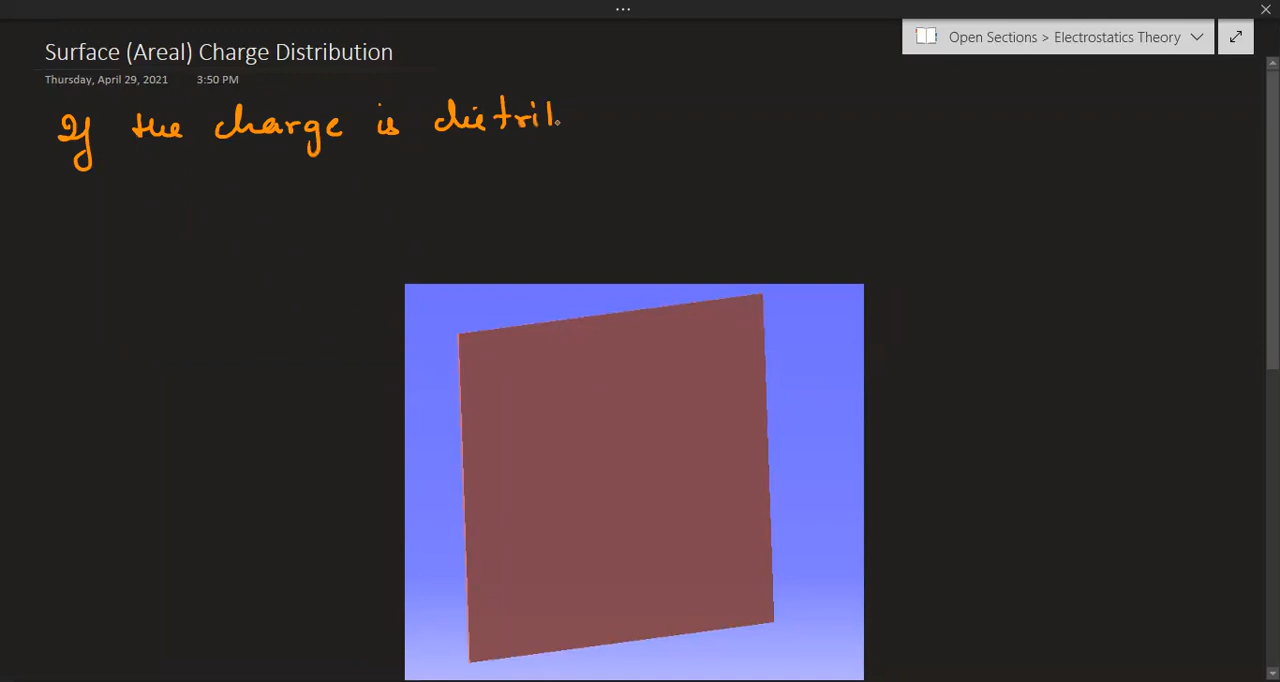 Surface (Areal) Charge Distribution
Open Sections > Electrostatics Theory
Thursday, April 29, 2021 3:50 PM
If the charge is distrib